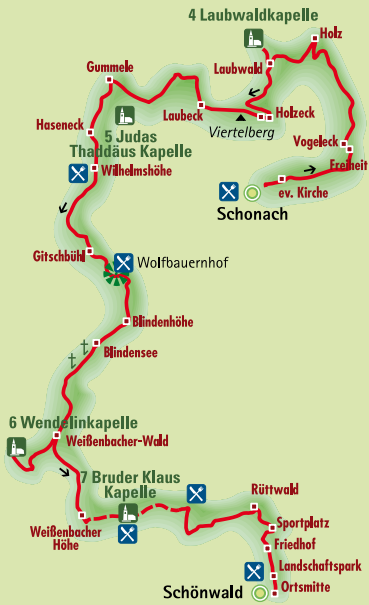 4 Laubwaldkapelle
Holz
Laubwald
Gummele
Laubeck
Holzeck
Viertelberg
Haseneck
5 Judas
Thaddäus Kapelle
Vogeleck
Freiheit
Wilhelmshöhe
ev. Kirche
Schonach
Gitschbühl
Wolfbauernhof
Blindenhöhe
Blindensee
6 Wendelinkapelle
Weißenbacher-Wald
7 Bruder Klaus
Kapelle
Rüttwald
Weißenbacher
Höhe
Sportplatz
Friedhof
Landschaftspark
Schönwald
Ortsmitte